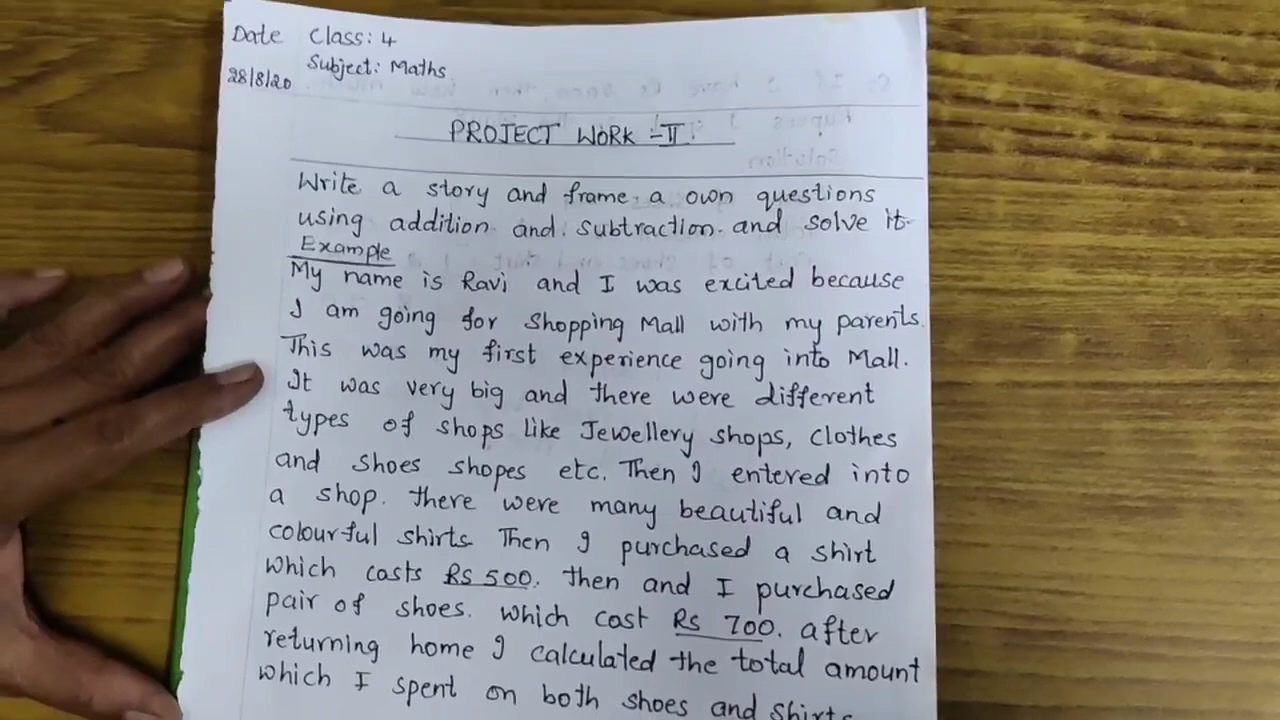 Date Class: 4
Subject: Maths
28/8/20
PROJECT WORK -II
Write a story and frame a own questions
using addition and subtraction and solve it
Example
My name is Ravi and I was excited because
I am going for Shopping Mall with my parents.
This was my first experience going into Mall.
It was very big and there were different
types of shops like Jewellery shops, clothes
and shoes shopes etc. Then I entered into
a shop. there were many beautiful and
colourful shirts Then I purchased a shirt
which casts Rs 500. then and I purchased
pair of shoes. which cost Rs 700. after
returning home I calculated the total amount
which I spent on both shoes and shirts